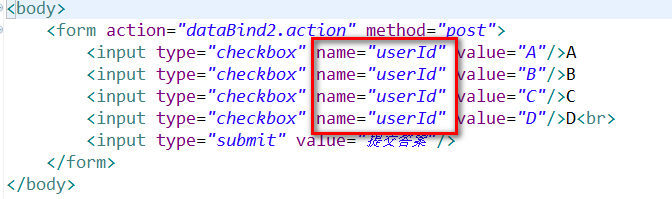 <body>
<form action="dataBind2.action" method="post">
<input type="checkbox" name="userId" value="A"/>A
<input type="checkbox" name="userId" value="B"/>B
<input type="checkbox" name="userId" value="C"/>C
<input type="checkbox" name="userId" value="D"/>D<br>
<input type="submit" value="提交答案"/>
</form>
</body>